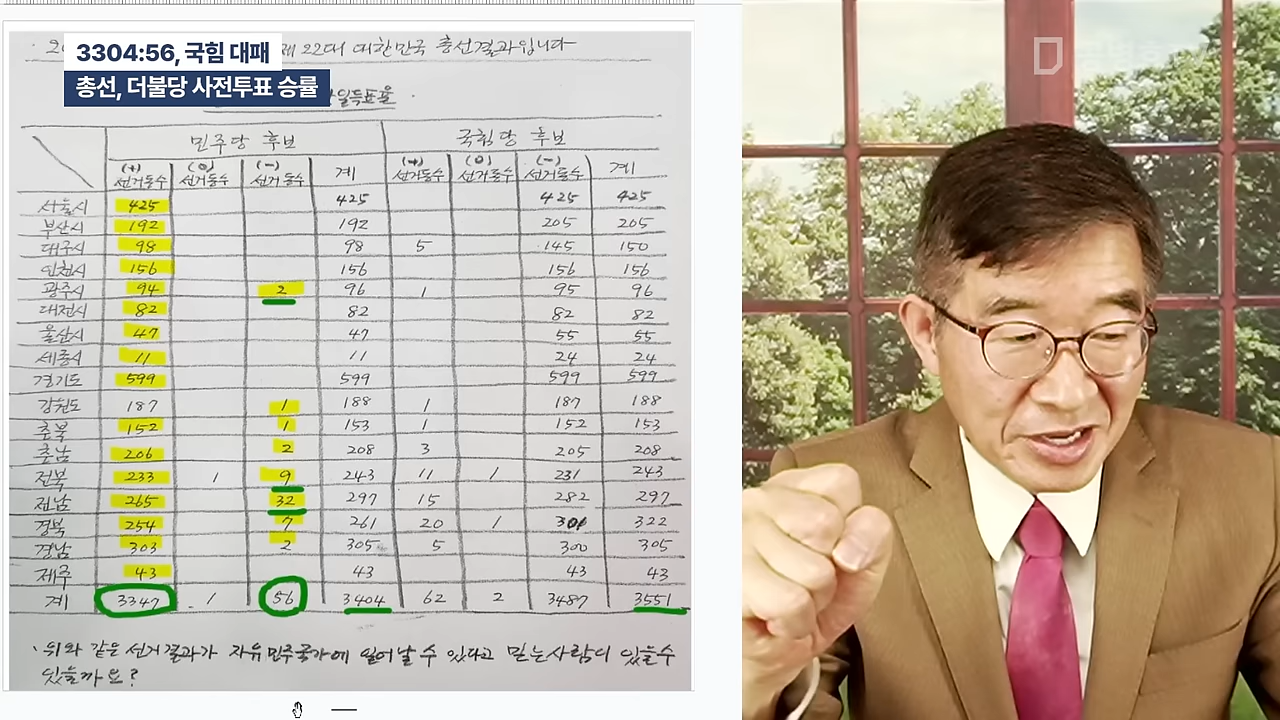 3304:56, 국힘 대패
총선, 더불당 사전투표 승률
제 22대 대한민국 총선결과입니다
당일득표율
민주당 후보 국힘당 후보
(+) (0) (-) (+) (0) (-)
선거동수 선거동수 선거동수 계 선거동수 선거동수 선거동수 계
서울시 425 425 425 425
부산시 192 192 205 205
대구시 98 98 5 145 150
인천시 156 156 156 156
광주시 94 2 96 1 95 96
대전시 82 82 82 82
울산시 47 47 55 55
세종시 11 11 24 24
경기도 599 599 599 599
강원도 187 1 188 1 187 188
충북 152 1 153 1 152 153
충남 206 2 208 3 205 208
전북 233 1 9 243 11 1 231 243
전남 265 32 297 15 282 297
경북 254 7 261 20 1 301 322
경남 303 2 305 5 300 305
제주 43 43 43 43
계 3347 1 56 3404 62 2 3487 3551
· 위와 같은 선거결과가 자유민주국가에 일어날 수 있다고 믿는사람이 있을수
있을까요?